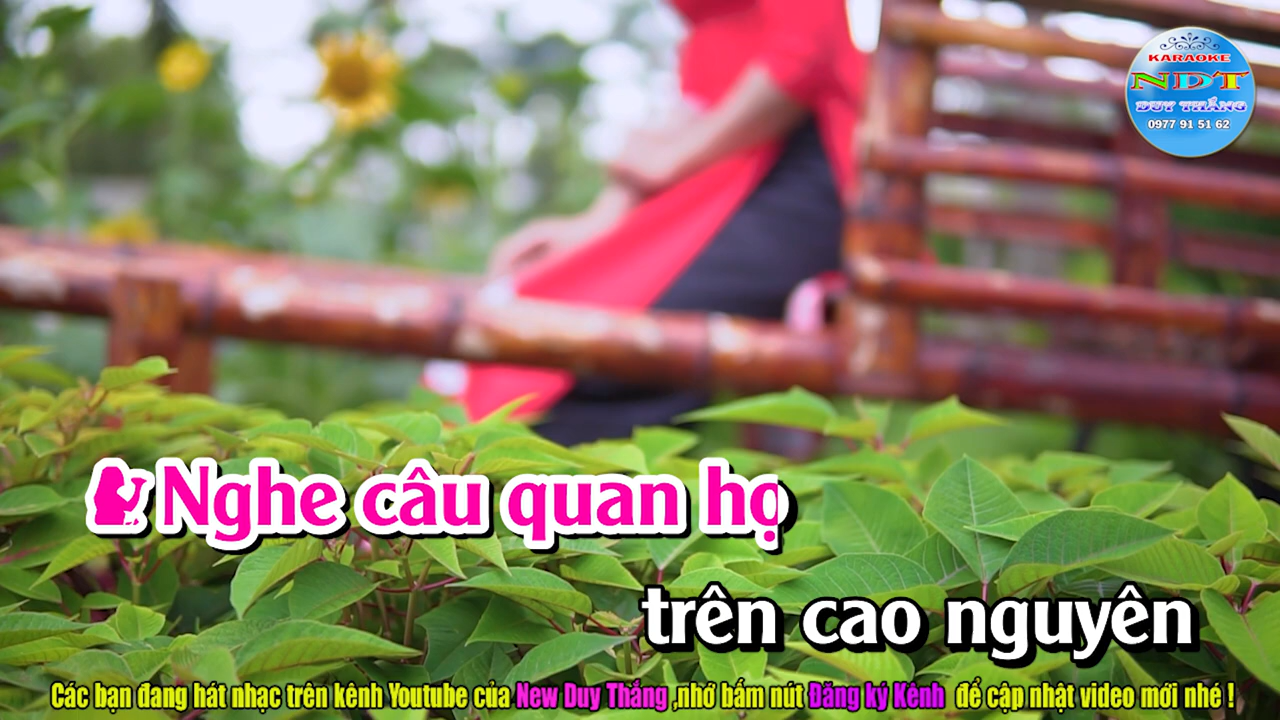 KARAOKE
NDT
DUY THẮNG
0977 91 51 62
Nghe câu quan họ
trên cao nguyên
Các bạn đang hát nhạc trên kênh Youtube của New Duy Thắng ,nhớ bấm nút Đăng ký Kênh để cập nhật video mới nhé !